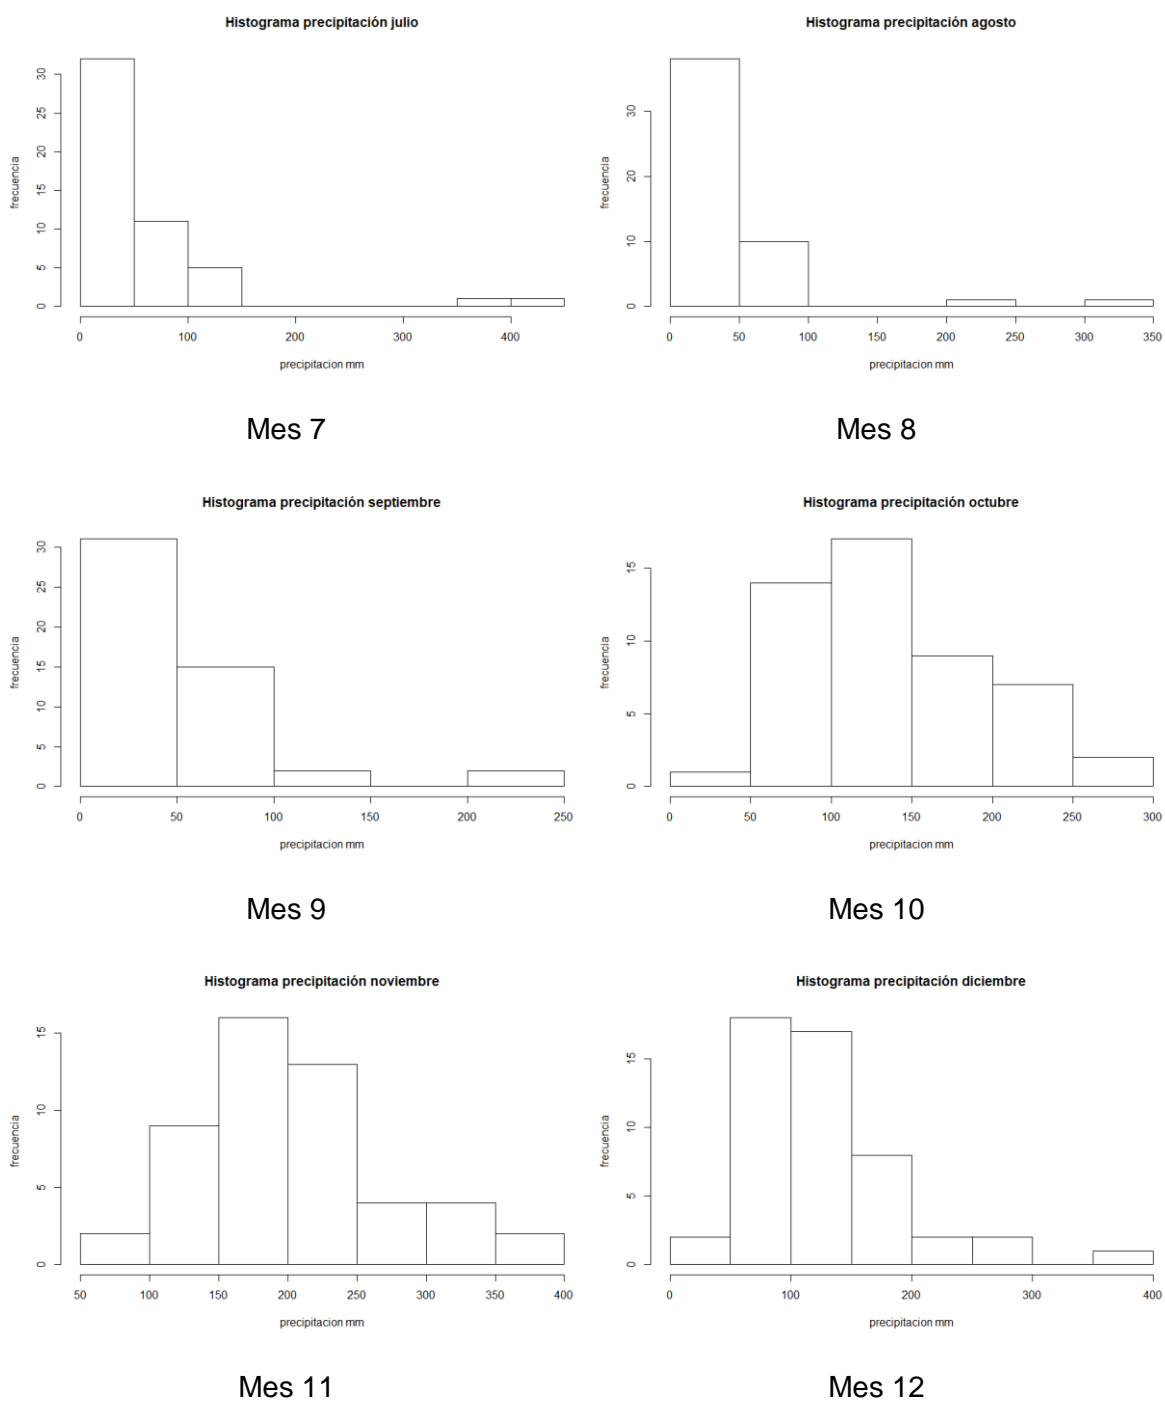 Histograma precipitación julio
frecuencia
0 5 10 15 20 25 30
0 100 200 300 400
precipitacion mm
Mes 7
Histograma precipitación agosto
frecuencia
0 10 20 30
0 50 100 150 200 250 300 350
precipitacion mm
Mes 8
Histograma precipitación septiembre
frecuencia
0 5 10 15 20 25 30
0 50 100 150 200 250
precipitacion mm
Mes 9
Histograma precipitación octubre
frecuencia
0 5 10 15
0 50 100 150 200 250 300
precipitacion mm
Mes 10
Histograma precipitación noviembre
frecuencia
0 5 10 15
50 100 150 200 250 300 350 400
precipitacion mm
Mes 11
Histograma precipitación diciembre
frecuencia
0 5 10 15
0 100 200 300 400
precipitacion mm
Mes 12